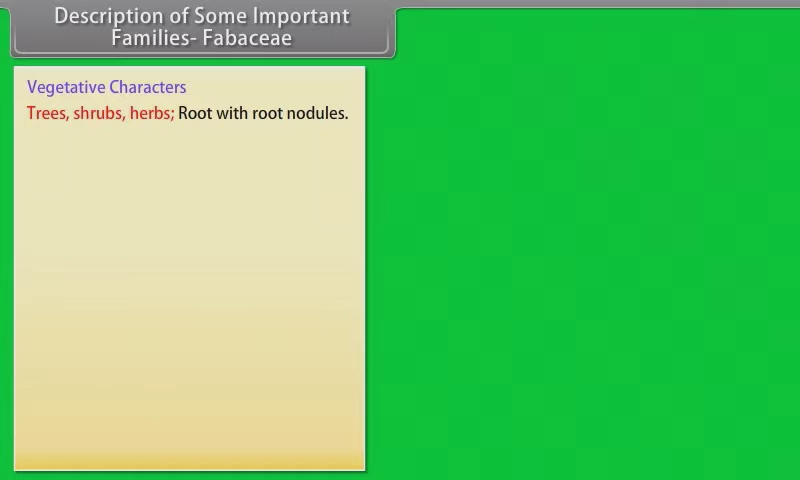 Description of Some Important
Families- Fabaceae
Vegetative Characters
Trees, shrubs, herbs; Root with root nodules.